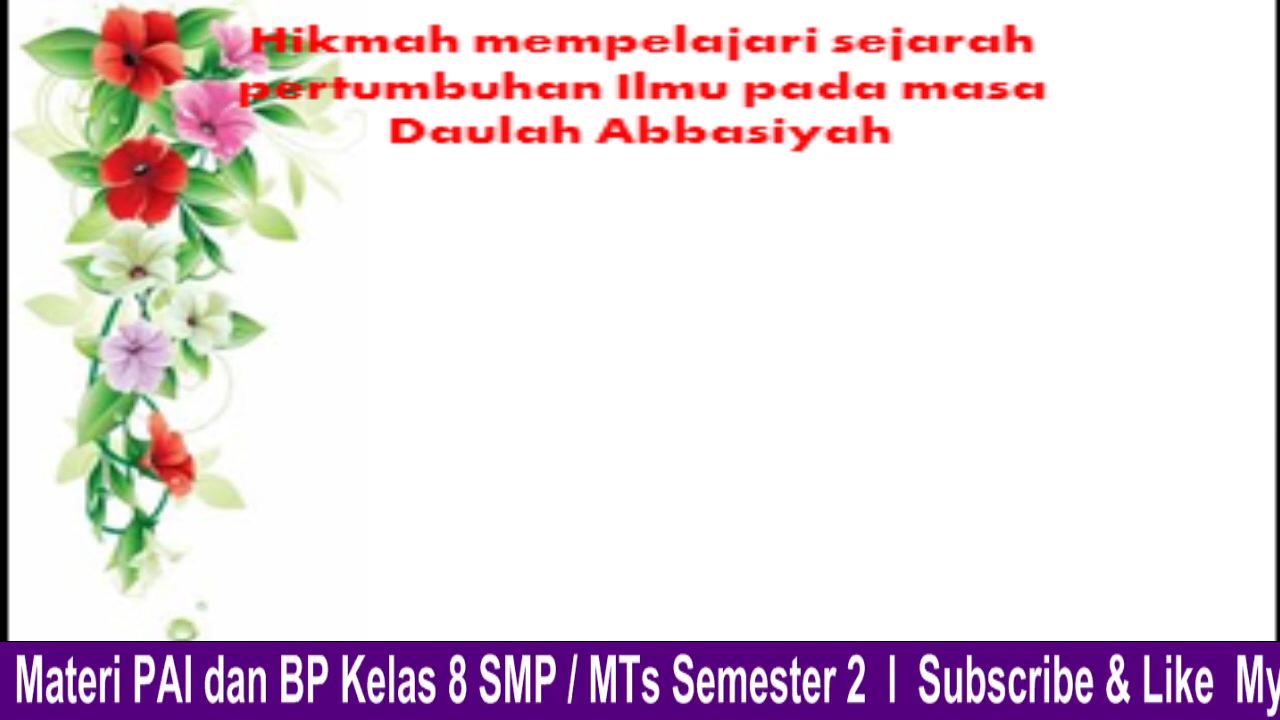 Hikmah mempelajari sejarah
pertumbuhan Ilmu pada masa
Daulah Abbasiyah
Materi PAI dan BP Kelas 8 SMP / MTs Semester 2 I Subscribe & Like My